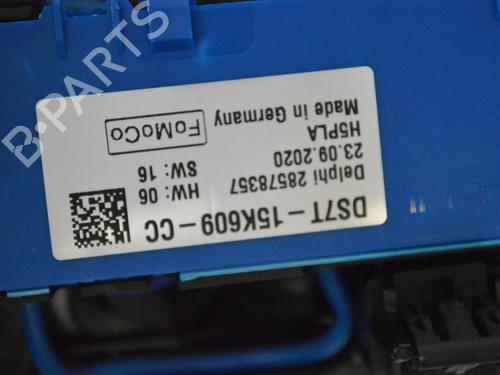 DS7T-15K609-CC
Delphi 28578357
23.09.2020
H5PLA
Made in Germany
HW: 06
SW: 16
FoMoCo
B-PARTS